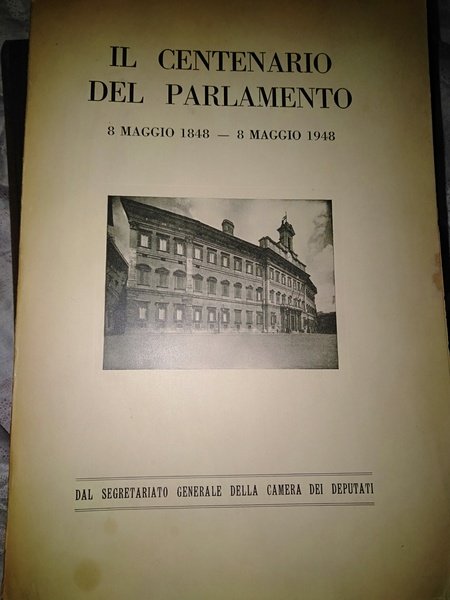 IL CENTENARIO
DEL PARLAMENTO
8 MAGGIO 1848 — 8 MAGGIO 1948
DAL SEGRETARIATO GENERALE DELLA CAMERA DEI DEPUTATI